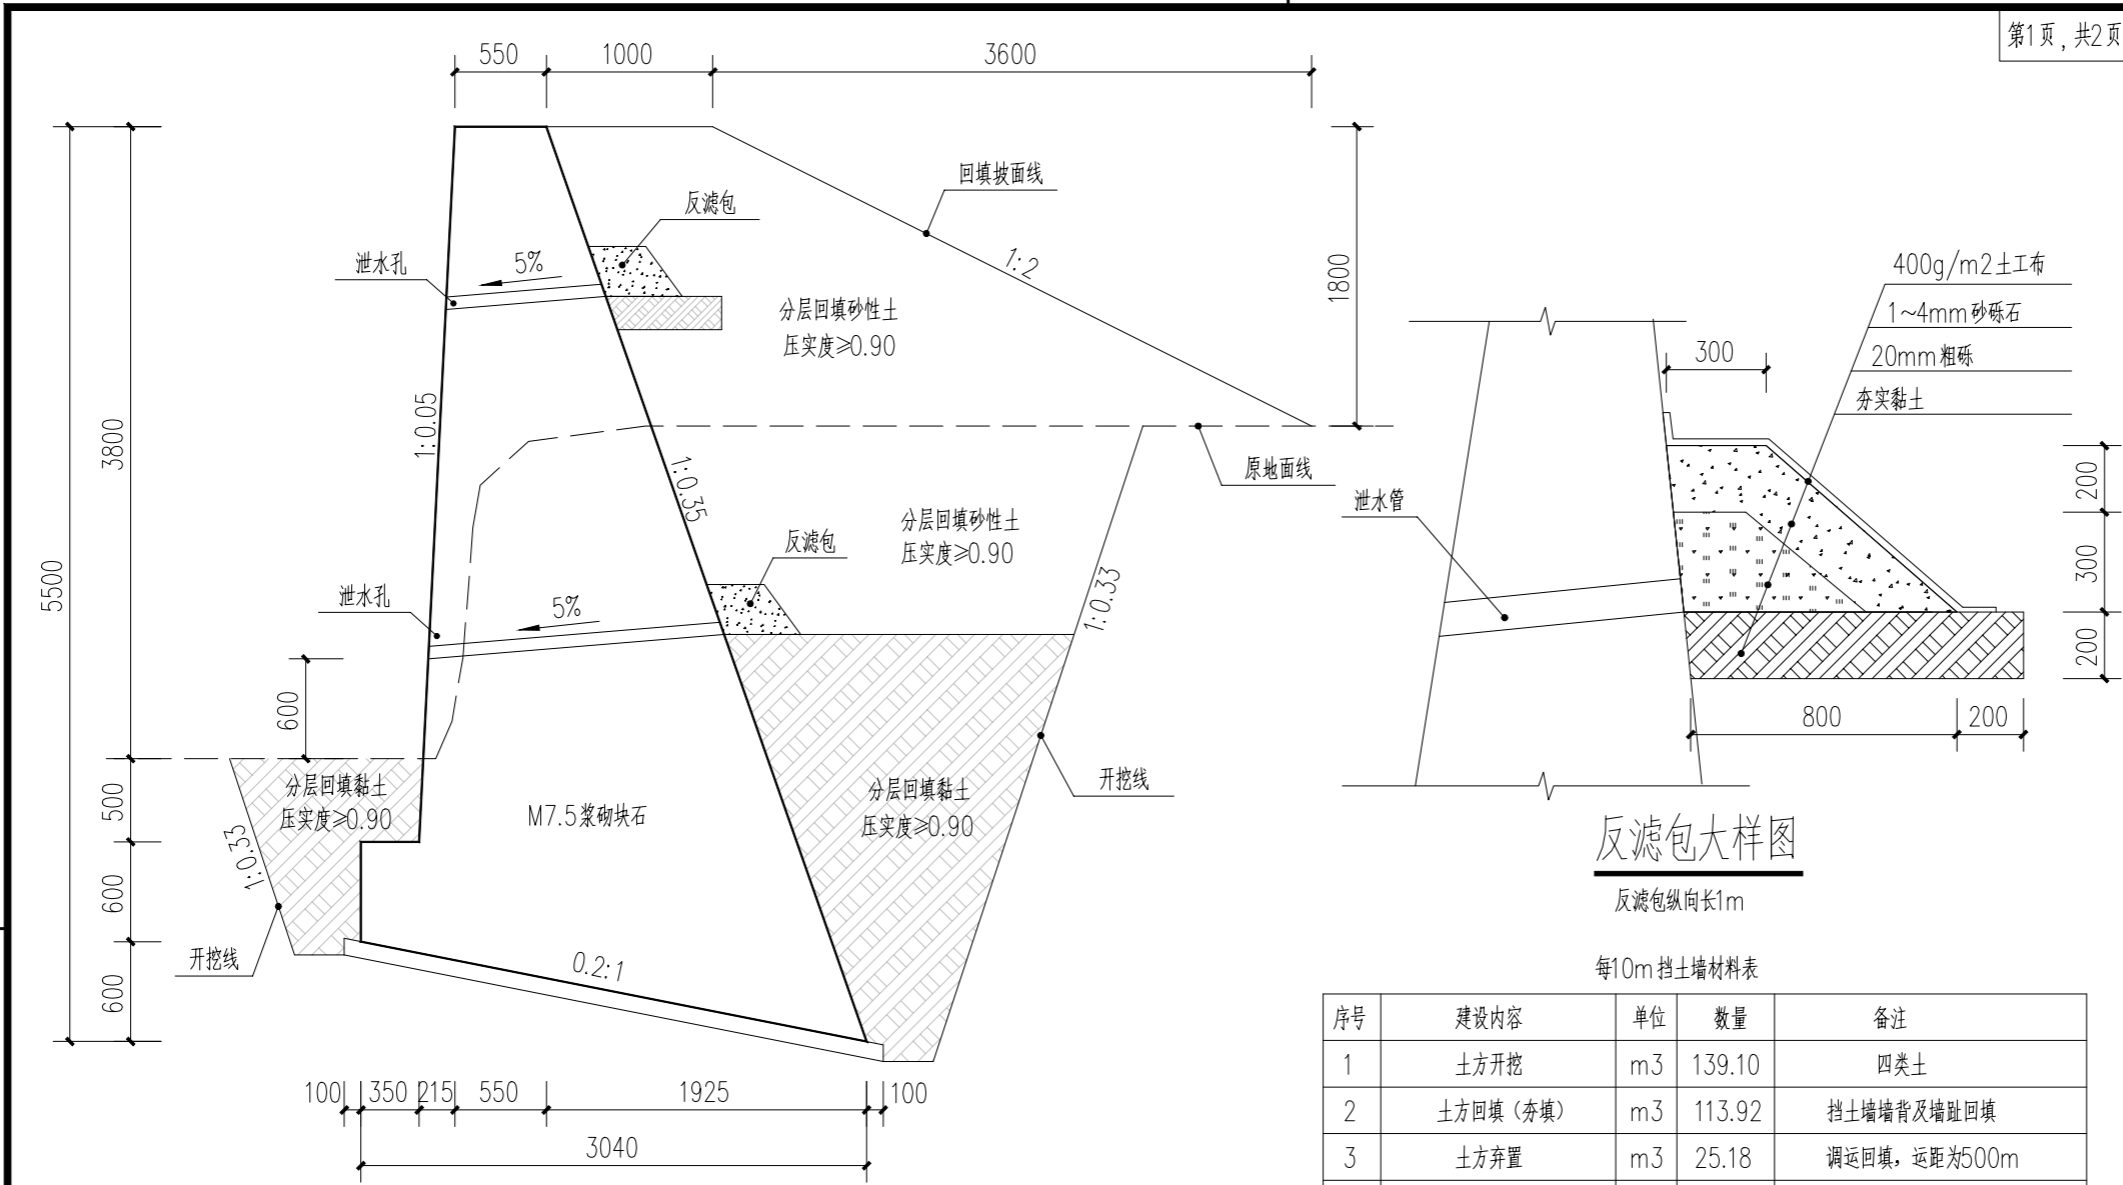 第1页，共2页
550
1000
3600
回填坡面线
反滤包
泄水孔
5%
1:2
1800
分层回填砂性土
压实度≥0.90
1:0.05
3800
5500
1:0.35
原地面线
分层回填砂性土
压实度≥0.90
反滤包
泄水孔
5%
1:0.33
600
分层回填黏土
压实度≥0.90
500
M7.5浆砌块石
分层回填黏土
压实度≥0.90
开挖线
1:0.33
600
开挖线
0.2:1
600
100
350
215
550
1925
100
3040
400g/m2土工布
1~4mm砂砾石
20mm粗砾
夯实黏土
300
泄水管
200
300
200
800
200
反滤包大样图
反滤包纵向长1m
每10m挡土墙材料表
序号 建设内容 单位 数量 备注
1 土方开挖 m3 139.10 四类土
2 土方回填（夯填） m3 113.92 挡土墙墙背及墙趾回填
3 土方弃置 m3 25.18 调运回填，运距为500m